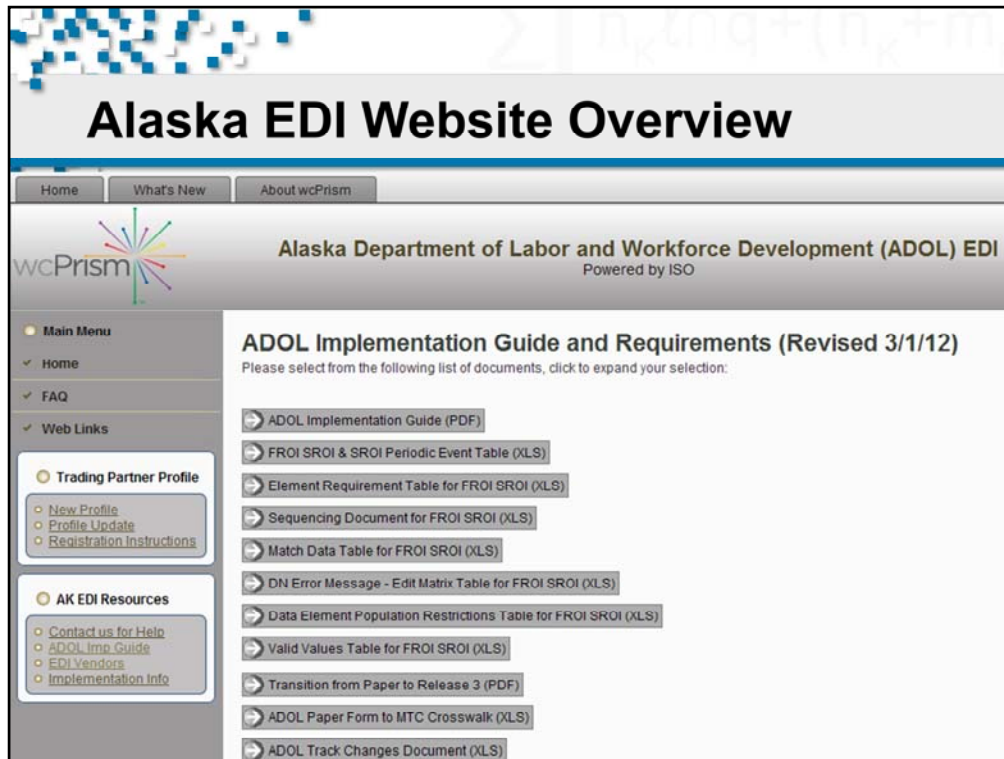 Alaska EDI Website Overview
Home What's New About wcPrism
wcPrism
Alaska Department of Labor and Workforce Development (ADOL) EDI
Powered by ISO
Main Menu
Home
FAQ
Web Links
Trading Partner Profile
New Profile
Profile Update
Registration Instructions
AK EDI Resources
Contact us for Help
ADOL Imp Guide
EDI Vendors
Implementation Info
ADOL Implementation Guide and Requirements (Revised 3/1/12)
Please select from the following list of documents, click to expand your selection:
ADOL Implementation Guide (PDF)
FROI SROI & SROI Periodic Event Table (XLS)
Element Requirement Table for FROI SROI (XLS)
Sequencing Document for FROI SROI (XLS)
Match Data Table for FROI SROI (XLS)
DN Error Message - Edit Matrix Table for FROI SROI (XLS)
Data Element Population Restrictions Table for FROI SROI (XLS)
Valid Values Table for FROI SROI (XLS)
Transition from Paper to Release 3 (PDF)
ADOL Paper Form to MTC Crosswalk (XLS)
ADOL Track Changes Document (XLS)